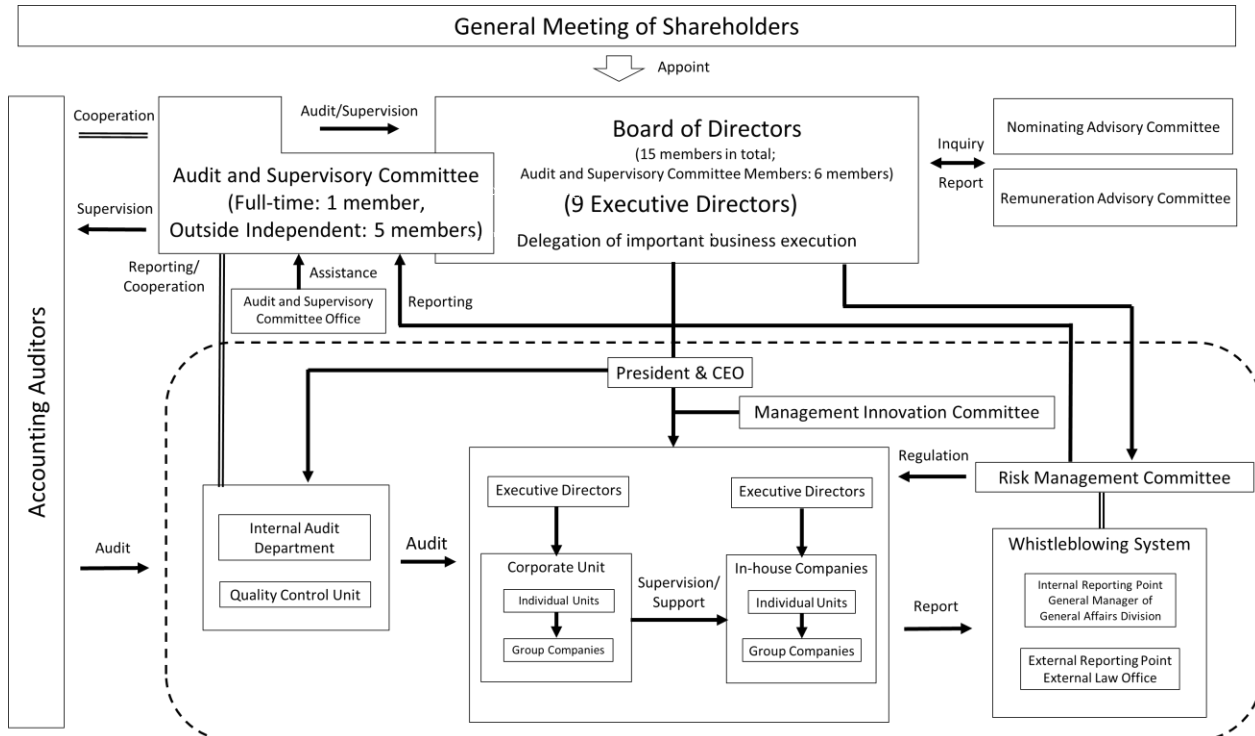 General Meeting of Shareholders
Appoint
Cooperation
Audit/Supervision
Board of Directors
(15 members in total;
Audit and Supervisory Committee Members: 6 members)
(9 Executive Directors)
Delegation of important business execution
Nominating Advisory Committee
Inquiry
Report
Remuneration Advisory Committee
Audit and Supervisory Committee
(Full-time: 1 member,
Outside Independent: 5 members)
Supervision
Reporting/
Cooperation
Assistance
Audit and Supervisory
Committee Office
Reporting
Accounting Auditors
President & CEO
Management Innovation Committee
Regulation
Risk Management Committee
Executive Directors
Executive Directors
Internal Audit
Department
Quality Control Unit
Audit
Audit
Corporate Unit
Individual Units
Group Companies
Supervision/
Support
In-house Companies
Individual Units
Group Companies
Report
Whistleblowing System
Internal Reporting Point
General Manager of
General Affairs Division
External Reporting Point
External Law Office